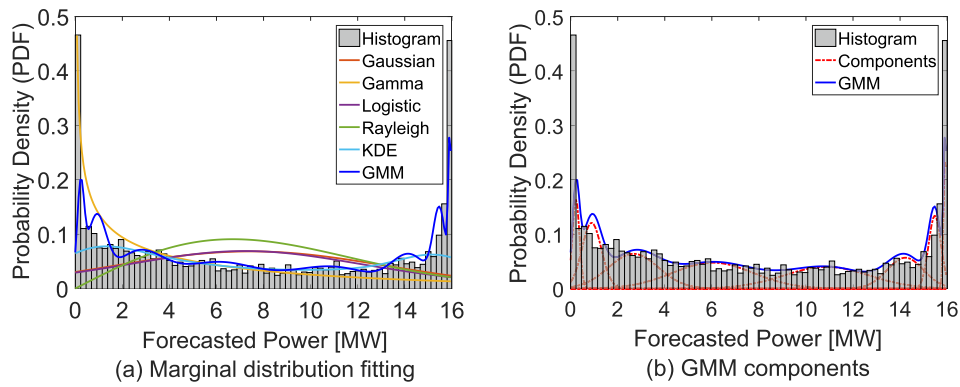 0.5
0.4
0.3
0.2
0.1
0
Probability Density (PDF)
Histogram
Gaussian
Gamma
Logistic
Rayleigh
KDE
GMM
0 2 4 6 8 10 12 14 16
Forecasted Power [MW]
(a) Marginal distribution fitting
0.5
0.4
0.3
0.2
0.1
0
Probability Density (PDF)
Histogram
Components
GMM
0 2 4 6 8 10 12 14 16
Forecasted Power [MW]
(b) GMM components